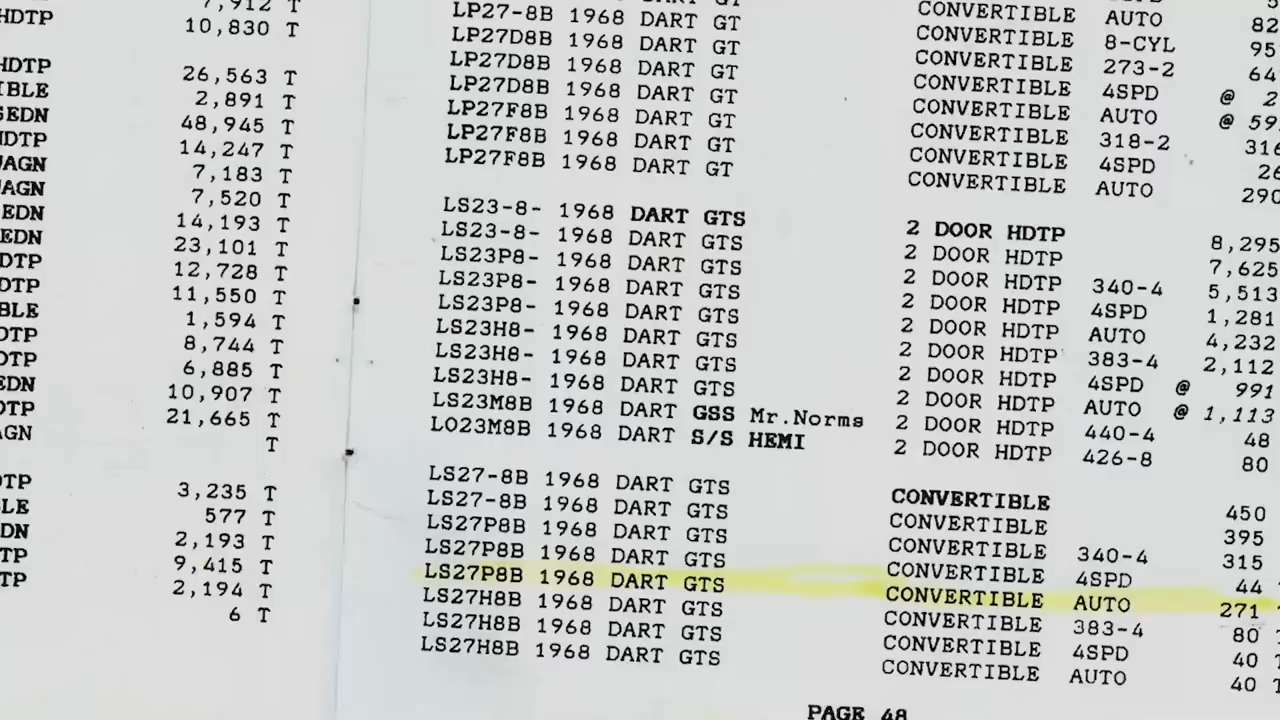 7,912 T
HDTP 10,830 T
HDTP 26,563 T
IBLE 2,891 T
SEDN 48,945 T
HDTP 14,247 T
WAGN 7,183 T
AGN 7,520 T
EDN 14,193 T
EDN 23,101 T
DTP 12,728 T
DTP 11,550 T
BLE 1,594 T
DTP 8,744 T
DTP 6,885 T
EDN 10,907 T
DTP 21,665 T
AGN T
DTP 3,235 T
LE 577 T
DN 2,193 T
TP 9,415 T
TP 2,194 T
6 T
GT CONVERTIBLE AUTO 82
LP27-8B 1968 DART GT CONVERTIBLE 8-CYL 95
LP27D8B 1968 DART GT CONVERTIBLE 273-2 64
LP27D8B 1968 DART GT CONVERTIBLE 4SPD @ 2
LP27D8B 1968 DART GT CONVERTIBLE AUTO @ 59
LP27F8B 1968 DART GT CONVERTIBLE 318-2 316
LP27F8B 1968 DART GT CONVERTIBLE 4SPD 26
LP27F8B 1968 DART GT CONVERTIBLE AUTO 290
LS23-8- 1968 DART GTS 2 DOOR HDTP 8,295
LS23-8- 1968 DART GTS 2 DOOR HDTP 7,625
LS23P8- 1968 DART GTS 2 DOOR HDTP 340-4 5,513
LS23P8- 1968 DART GTS 2 DOOR HDTP 4SPD 1,281
LS23P8- 1968 DART GTS 2 DOOR HDTP AUTO 4,232
LS23H8- 1968 DART GTS 2 DOOR HDTP 383-4 2,112
LS23H8- 1968 DART GTS 2 DOOR HDTP 4SPD @ 991
LS23H8- 1968 DART GTS 2 DOOR HDTP AUTO @ 1,113
LS23M8B 1968 DART GSS Mr.Norms 2 DOOR HDTP 440-4 48
LO23M8B 1968 DART S/S HEMI 2 DOOR HDTP 426-8 80
LS27-8B 1968 DART GTS CONVERTIBLE 450
LS27-8B 1968 DART GTS CONVERTIBLE 395
LS27P8B 1968 DART GTS CONVERTIBLE 340-4 315
LS27P8B 1968 DART GTS CONVERTIBLE 4SPD 44
LS27P8B 1968 DART GTS CONVERTIBLE AUTO 271
LS27H8B 1968 DART GTS CONVERTIBLE 383-4 80 T
LS27H8B 1968 DART GTS CONVERTIBLE 4SPD 40 T
LS27H8B 1968 DART GTS CONVERTIBLE AUTO 40 T
PAGE 48